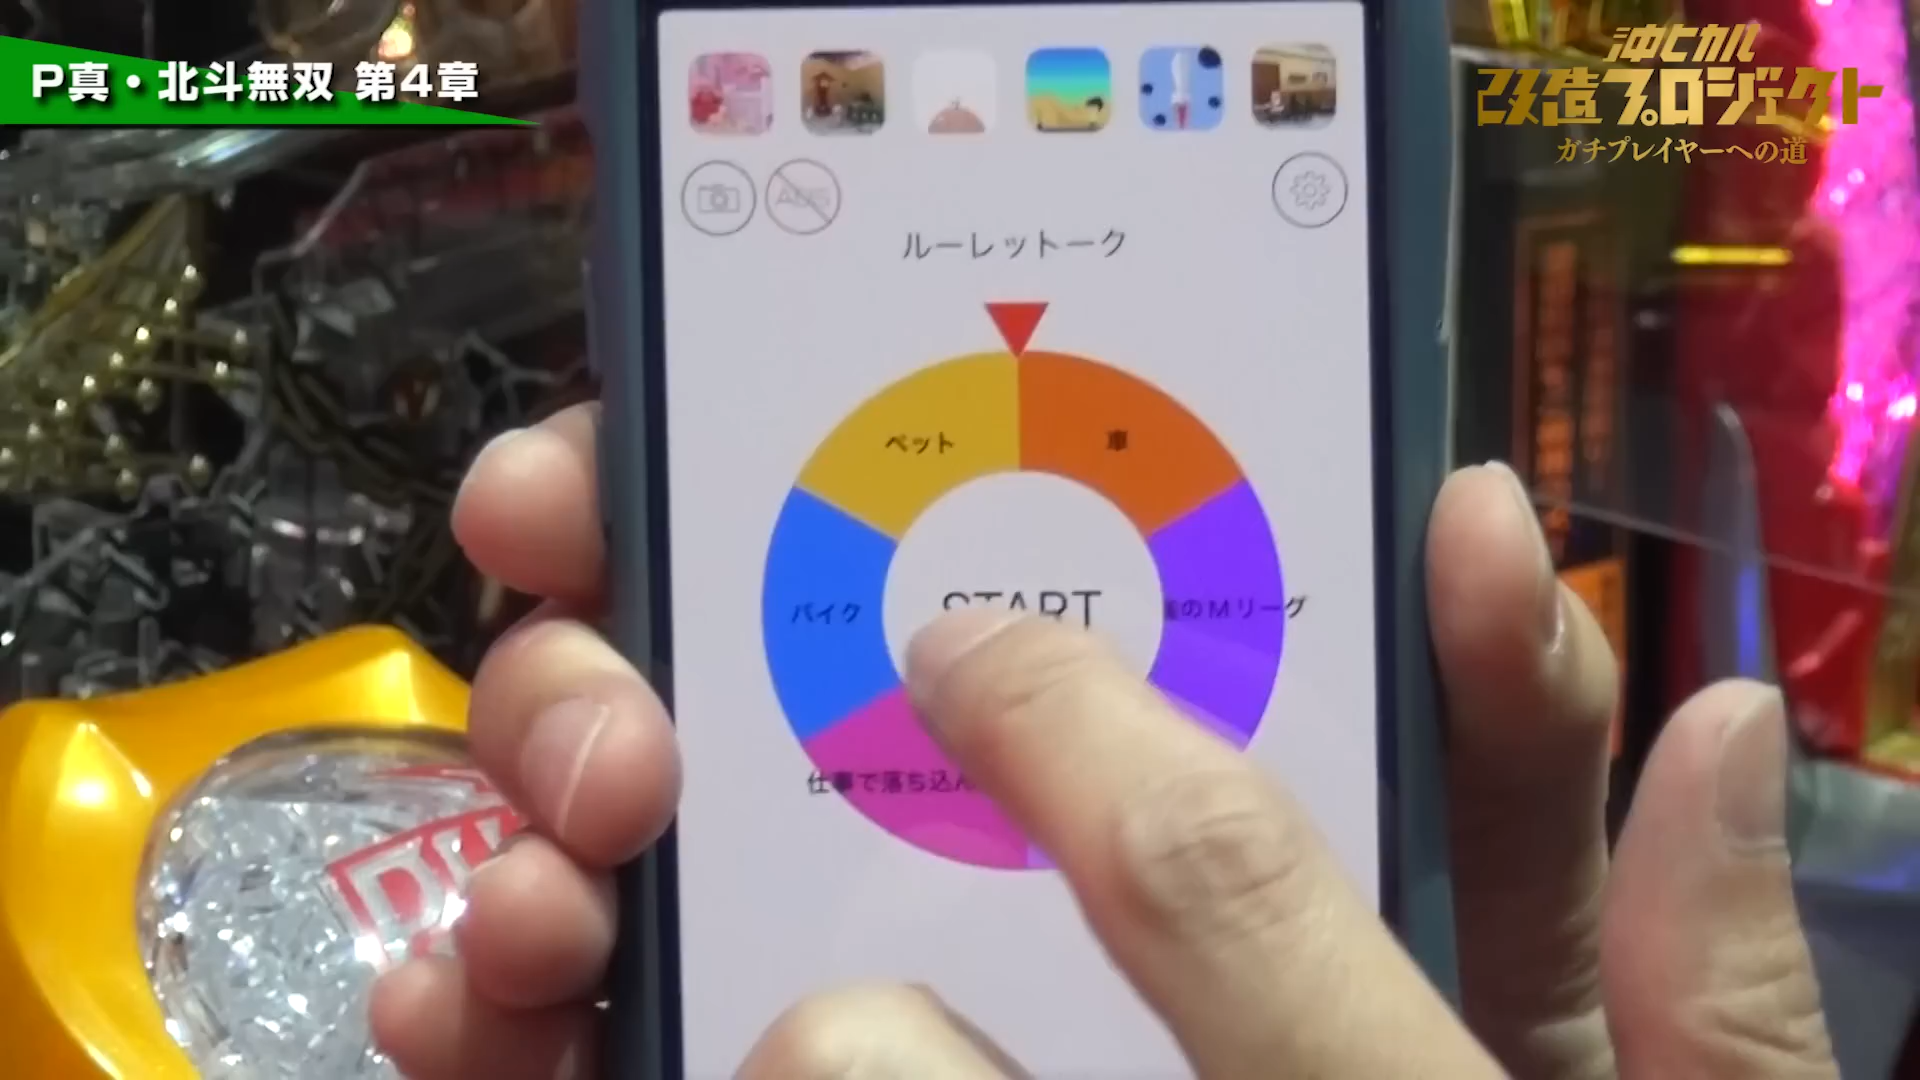 P真・北斗無双 第4章
沖ヒカル
改造プロジェクト
ガチプレイヤーへの道
ADS
ルーレットーク
ペット
車
バイク
START
のMリーグ
仕事で落ち込ん